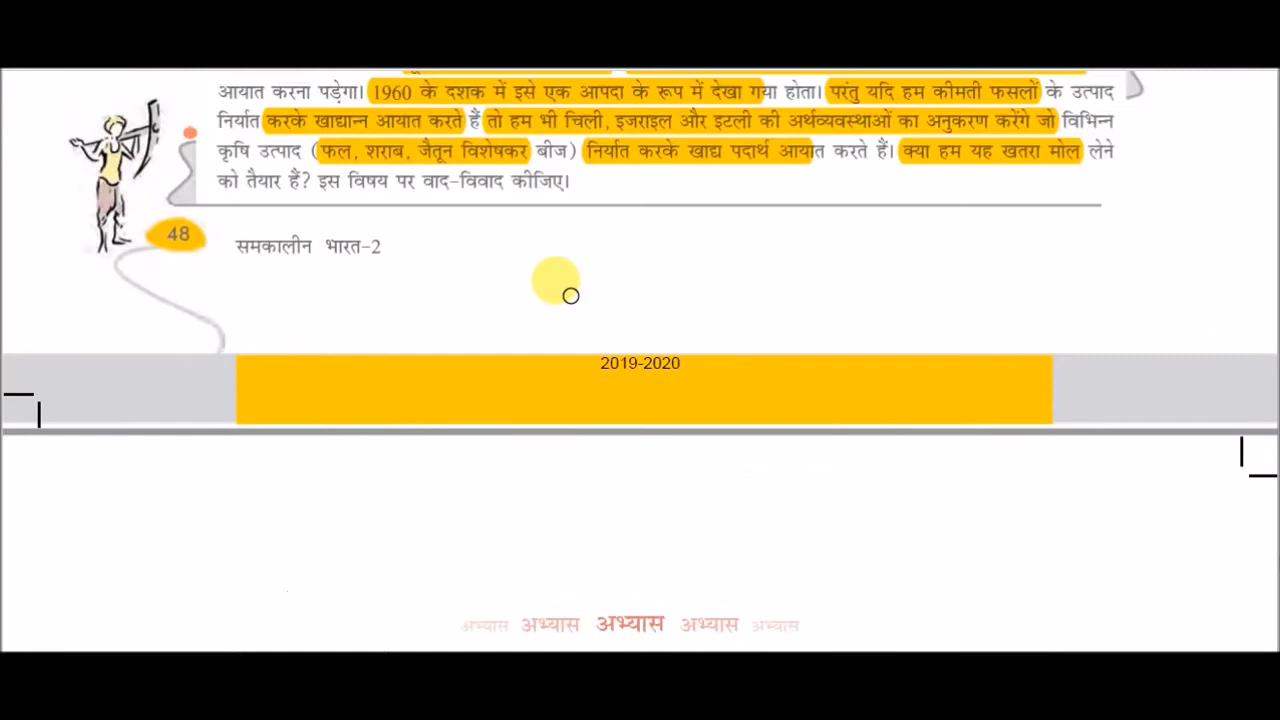 आयात करना पड़ेगा। 1960 के दशक में इसे एक आपदा के रूप में देखा गया होता। परंतु यदि हम कीमती फसलों के उत्पाद
निर्यात करके खाद्यान्न आयात करते हैं तो हम भी चिली, इजराइल और इटली की अर्थव्यवस्थाओं का अनुकरण करेंगे जो विभिन्न
कृषि उत्पाद (फल, शराब, जैतून विशेषकर बीज) निर्यात करके खाद्य पदार्थ आयात करते हैं। क्या हम यह खतरा मोल लेने
को तैयार हैं? इस विषय पर वाद-विवाद कीजिए।
48 समकालीन भारत-2
2019-2020
अभ्यास अभ्यास अभ्यास अभ्यास अभ्यास